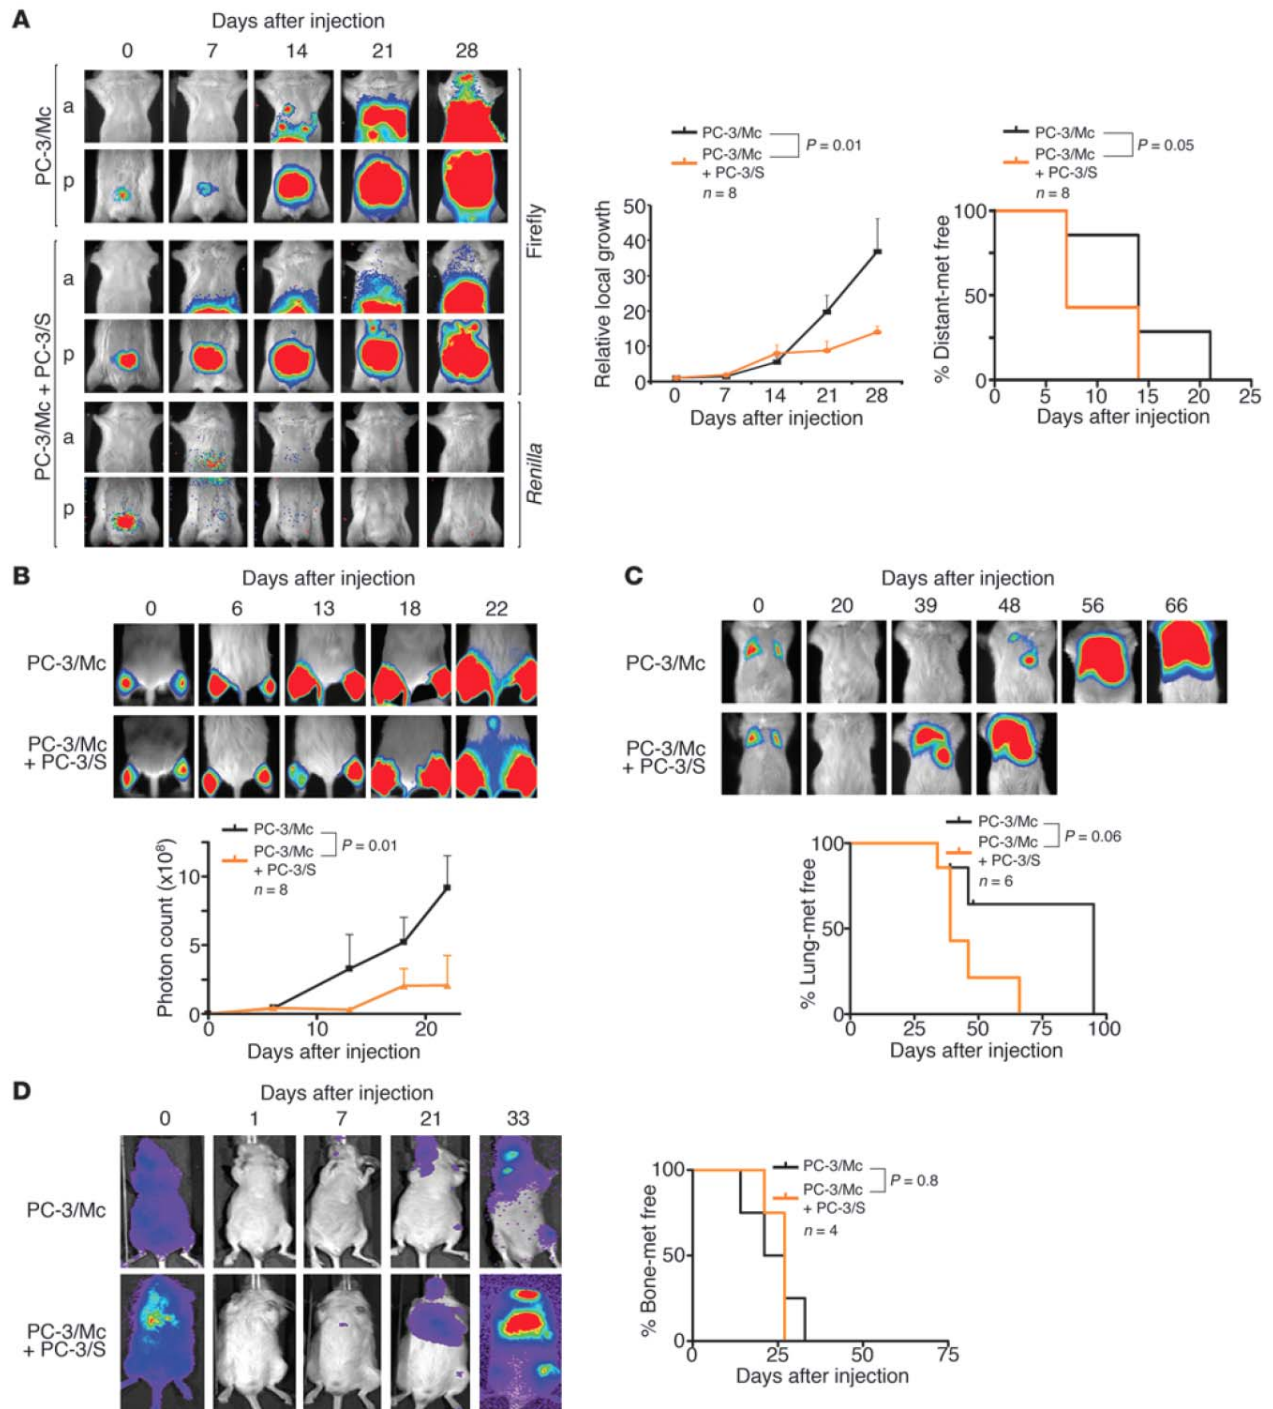 A
Days after injection
0 7 14 21 28
PC-3/Mc
a
p
PC-3/Mc + PC-3/S
a
p
a
p
Firefly
Renilla
PC-3/Mc
PC-3/Mc
+ PC-3/S
n = 8
P = 0.01
Relative local growth
50
40
30
20
10
0
0 7 14 21 28
Days after injection
PC-3/Mc
PC-3/Mc
+ PC-3/S
n = 8
P = 0.05
% Distant-met free
100
50
0
0 5 10 15 20 25
Days after injection
B
Days after injection
0 6 13 18 22
PC-3/Mc
PC-3/Mc
+ PC-3/S
PC-3/Mc
PC-3/Mc
+ PC-3/S
n = 8
P = 0.01
Photon count (x10⁸)
10
5
0
0 10 20
Days after injection
C
Days after injection
0 20 39 48 56 66
PC-3/Mc
PC-3/Mc
+ PC-3/S
PC-3/Mc
PC-3/Mc
+ PC-3/S
n = 6
P = 0.06
% Lung-met free
100
50
0
0 25 50 75 100
Days after injection
D
Days after injection
0 1 7 21 33
PC-3/Mc
PC-3/Mc
+ PC-3/S
PC-3/Mc
PC-3/Mc
+ PC-3/S
n = 4
P = 0.8
% Bone-met free
100
50
0
0 25 50 75
Days after injection